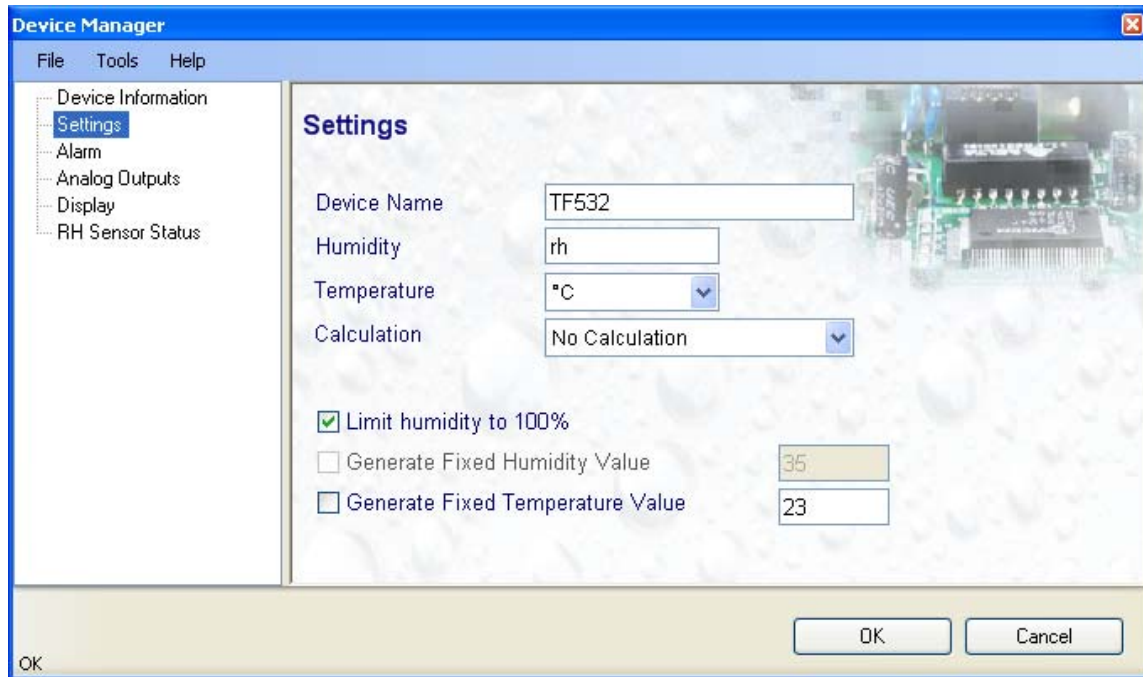 Device Manager
File Tools Help
Device Information
Settings
Alarm
Analog Outputs
Display
RH Sensor Status
Settings
Device Name TF532
Humidity rh
Temperature °C
Calculation No Calculation
Limit humidity to 100%
Generate Fixed Humidity Value 35
Generate Fixed Temperature Value 23
OK Cancel
OK